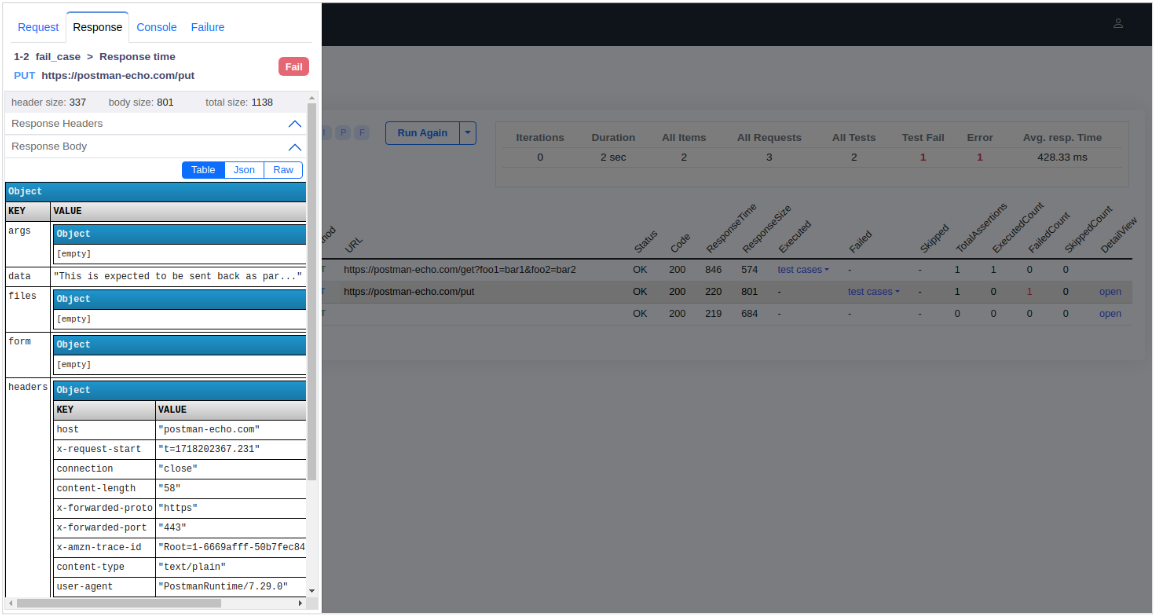 Request Response Console Failure
1-2 fail_case > Response time
PUT https://postman-echo.com/put
Fail
header size: 337 body size: 801 total size: 1138
Response Headers
Response Body
Table Json Raw
Object
KEY VALUE
args Object
[empty]
data "This is expected to be sent back as par..."
files Object
[empty]
form Object
[empty]
headers Object
KEY VALUE
host "postman-echo.com"
x-request-start "t=1718202367.231"
connection "close"
content-length "58"
x-forwarded-proto "https"
x-forwarded-port "443"
x-amzn-trace-id "Root=1-6669afff-50b7fec84
content-type "text/plain"
user-agent "PostmanRuntime/7.29.0"
P F Run Again
Iterations Duration All Items All Requests All Tests Test Fail Error Avg. resp. Time
0 2 sec 2 3 2 1 1 428.33 ms
URL Status Code ResponseTime ResponseSize Executed Failed Skipped TotalAssertions ExecutedCount FailedCount SkippedCount DetailView
T https://postman-echo.com/get?foo1=bar1&foo2=bar2 OK 200 846 574 test cases - - 1 1 0 0
T https://postman-echo.com/put OK 200 220 801 - test cases - 1 0 1 0 open
T OK 200 219 684 - - - 0 0 0 0 open